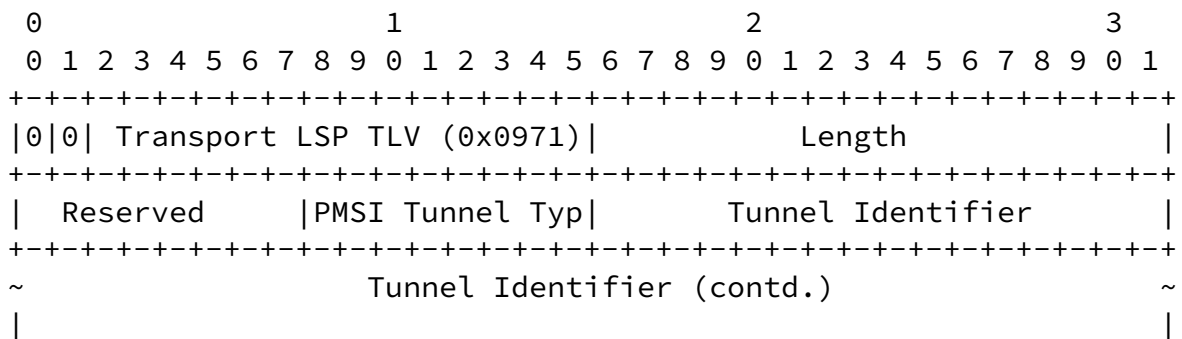 0                   1                   2                   3
 0 1 2 3 4 5 6 7 8 9 0 1 2 3 4 5 6 7 8 9 0 1 2 3 4 5 6 7 8 9 0 1
+-+-+-+-+-+-+-+-+-+-+-+-+-+-+-+-+-+-+-+-+-+-+-+-+-+-+-+-+-+-+-+-+
|0|0| Transport LSP TLV (0x0971)|           Length              |
+-+-+-+-+-+-+-+-+-+-+-+-+-+-+-+-+-+-+-+-+-+-+-+-+-+-+-+-+-+-+-+-+
|  Reserved     |PMSI Tunnel Typ|       Tunnel Identifier       |
+-+-+-+-+-+-+-+-+-+-+-+-+-+-+-+-+-+-+-+-+-+-+-+-+-+-+-+-+-+-+-+-+
~                   Tunnel Identifier (contd.)                  ~
|                                                               |